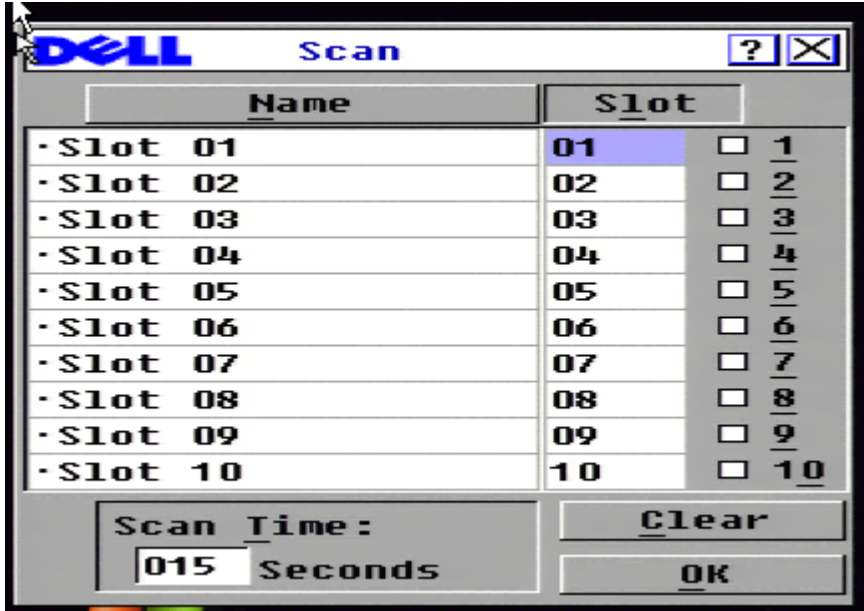 DELL Scan ? X
Name Slot
·Slot 01 01 1
·Slot 02 02 2
·Slot 03 03 3
·Slot 04 04 4
·Slot 05 05 5
·Slot 06 06 6
·Slot 07 07 7
·Slot 08 08 8
·Slot 09 09 9
·Slot 10 10 10
Scan Time:
015 Seconds
Clear
OK